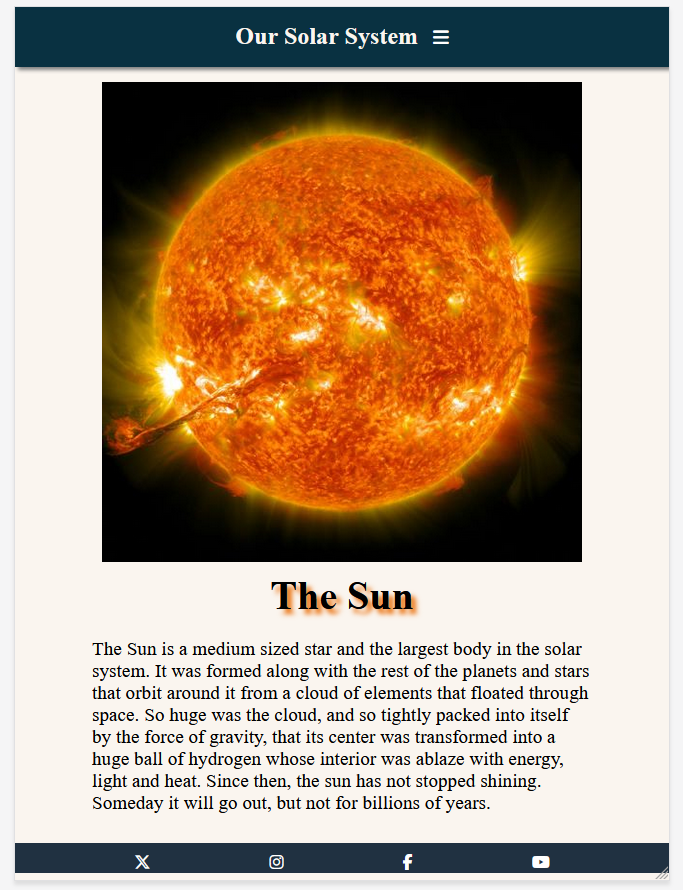 Our Solar System
The Sun
The Sun is a medium sized star and the largest body in the solar
system. It was formed along with the rest of the planets and stars
that orbit around it from a cloud of elements that floated through
space. So huge was the cloud, and so tightly packed into itself
by the force of gravity, that its center was transformed into a
huge ball of hydrogen whose interior was ablaze with energy,
light and heat. Since then, the sun has not stopped shining.
Someday it will go out, but not for billions of years.